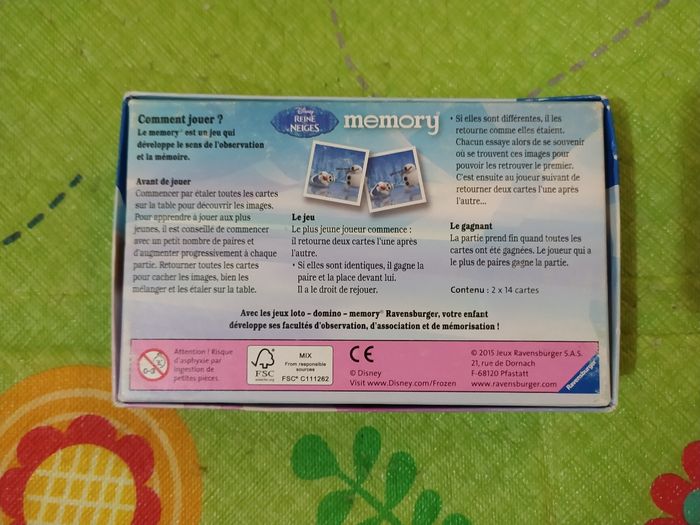 Comment jouer ?
Le memory® est un jeu qui
développe le sens de l'observation
et la mémoire.
Avant de jouer
Commencer par étaler toutes les cartes
sur la table pour découvrir les images.
Pour apprendre à jouer aux plus
jeunes, il est conseillé de commencer
avec un petit nombre de paires et
d'augmenter progressivement à chaque
partie. Retourner toutes les cartes
pour cacher les images, bien les
mélanger et les étaler sur la table.
Disney
REINE
NEIGES
memory®
Le jeu
Le plus jeune joueur commence :
il retourne deux cartes l'une après
l'autre.
• Si elles sont identiques, il gagne la
paire et la place devant lui.
Il a le droit de rejouer.
• Si elles sont différentes, il les
retourne comme elles étaient.
Chacun essaye alors de se souvenir
où se trouvent ces images pour
pouvoir les retrouver le premier.
C'est ensuite au joueur suivant de
retourner deux cartes l'une après
l'autre...
Le gagnant
La partie prend fin quand toutes les
cartes ont été gagnées. Le joueur qui a
le plus de paires gagne la partie.
Contenu : 2 x 14 cartes
Avec les jeux loto - domino - memory® Ravensburger, votre enfant
développe ses facultés d'observation, d'association et de mémorisation !
0-3
Attention ! Risque
d'asphyxie par
ingestion de
petites pièces.
FSC
www.fsc.org
MIX
From responsible
sources
FSC® C111262
CE
© Disney
Visit www.Disney.com/Frozen
© 2015 Jeux Ravensburger S.A.S.
21, rue de Dornach
F-68120 Pfastatt
www.ravensburger.com
Ravensburger